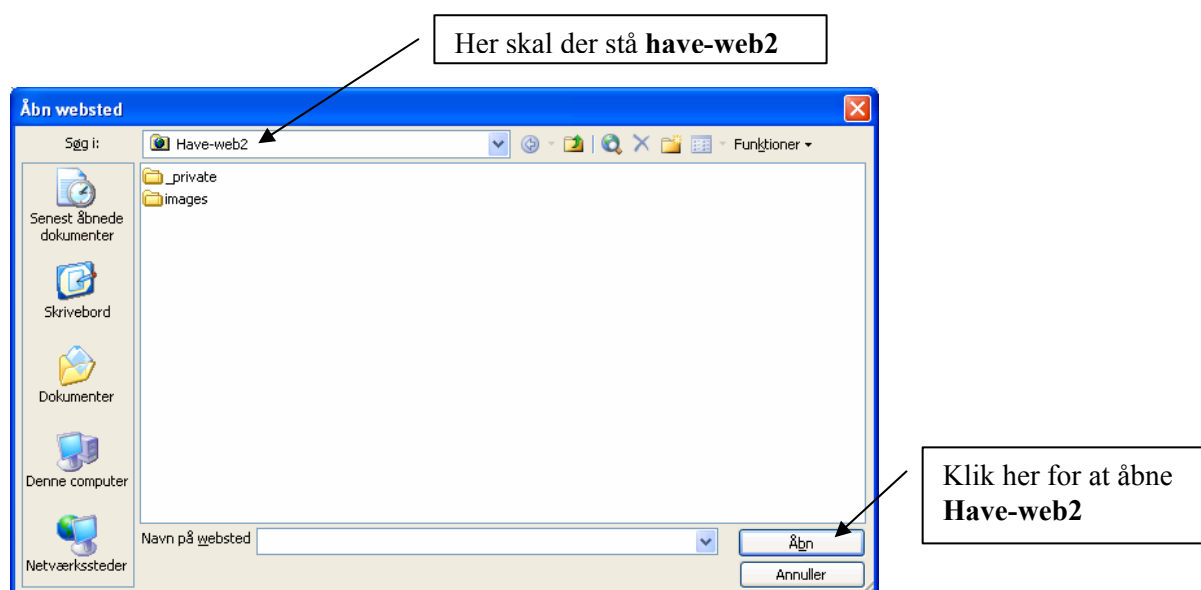 Her skal der stå have-web2
Åbn websted
Søg i:
Have-web2
Funktioner
_private
images
Senest åbnede
dokumenter
Skrivebord
Dokumenter
Denne computer
Netværkssteder
Navn på websted
Åbn
Annuller
Klik her for at åbne
Have-web2